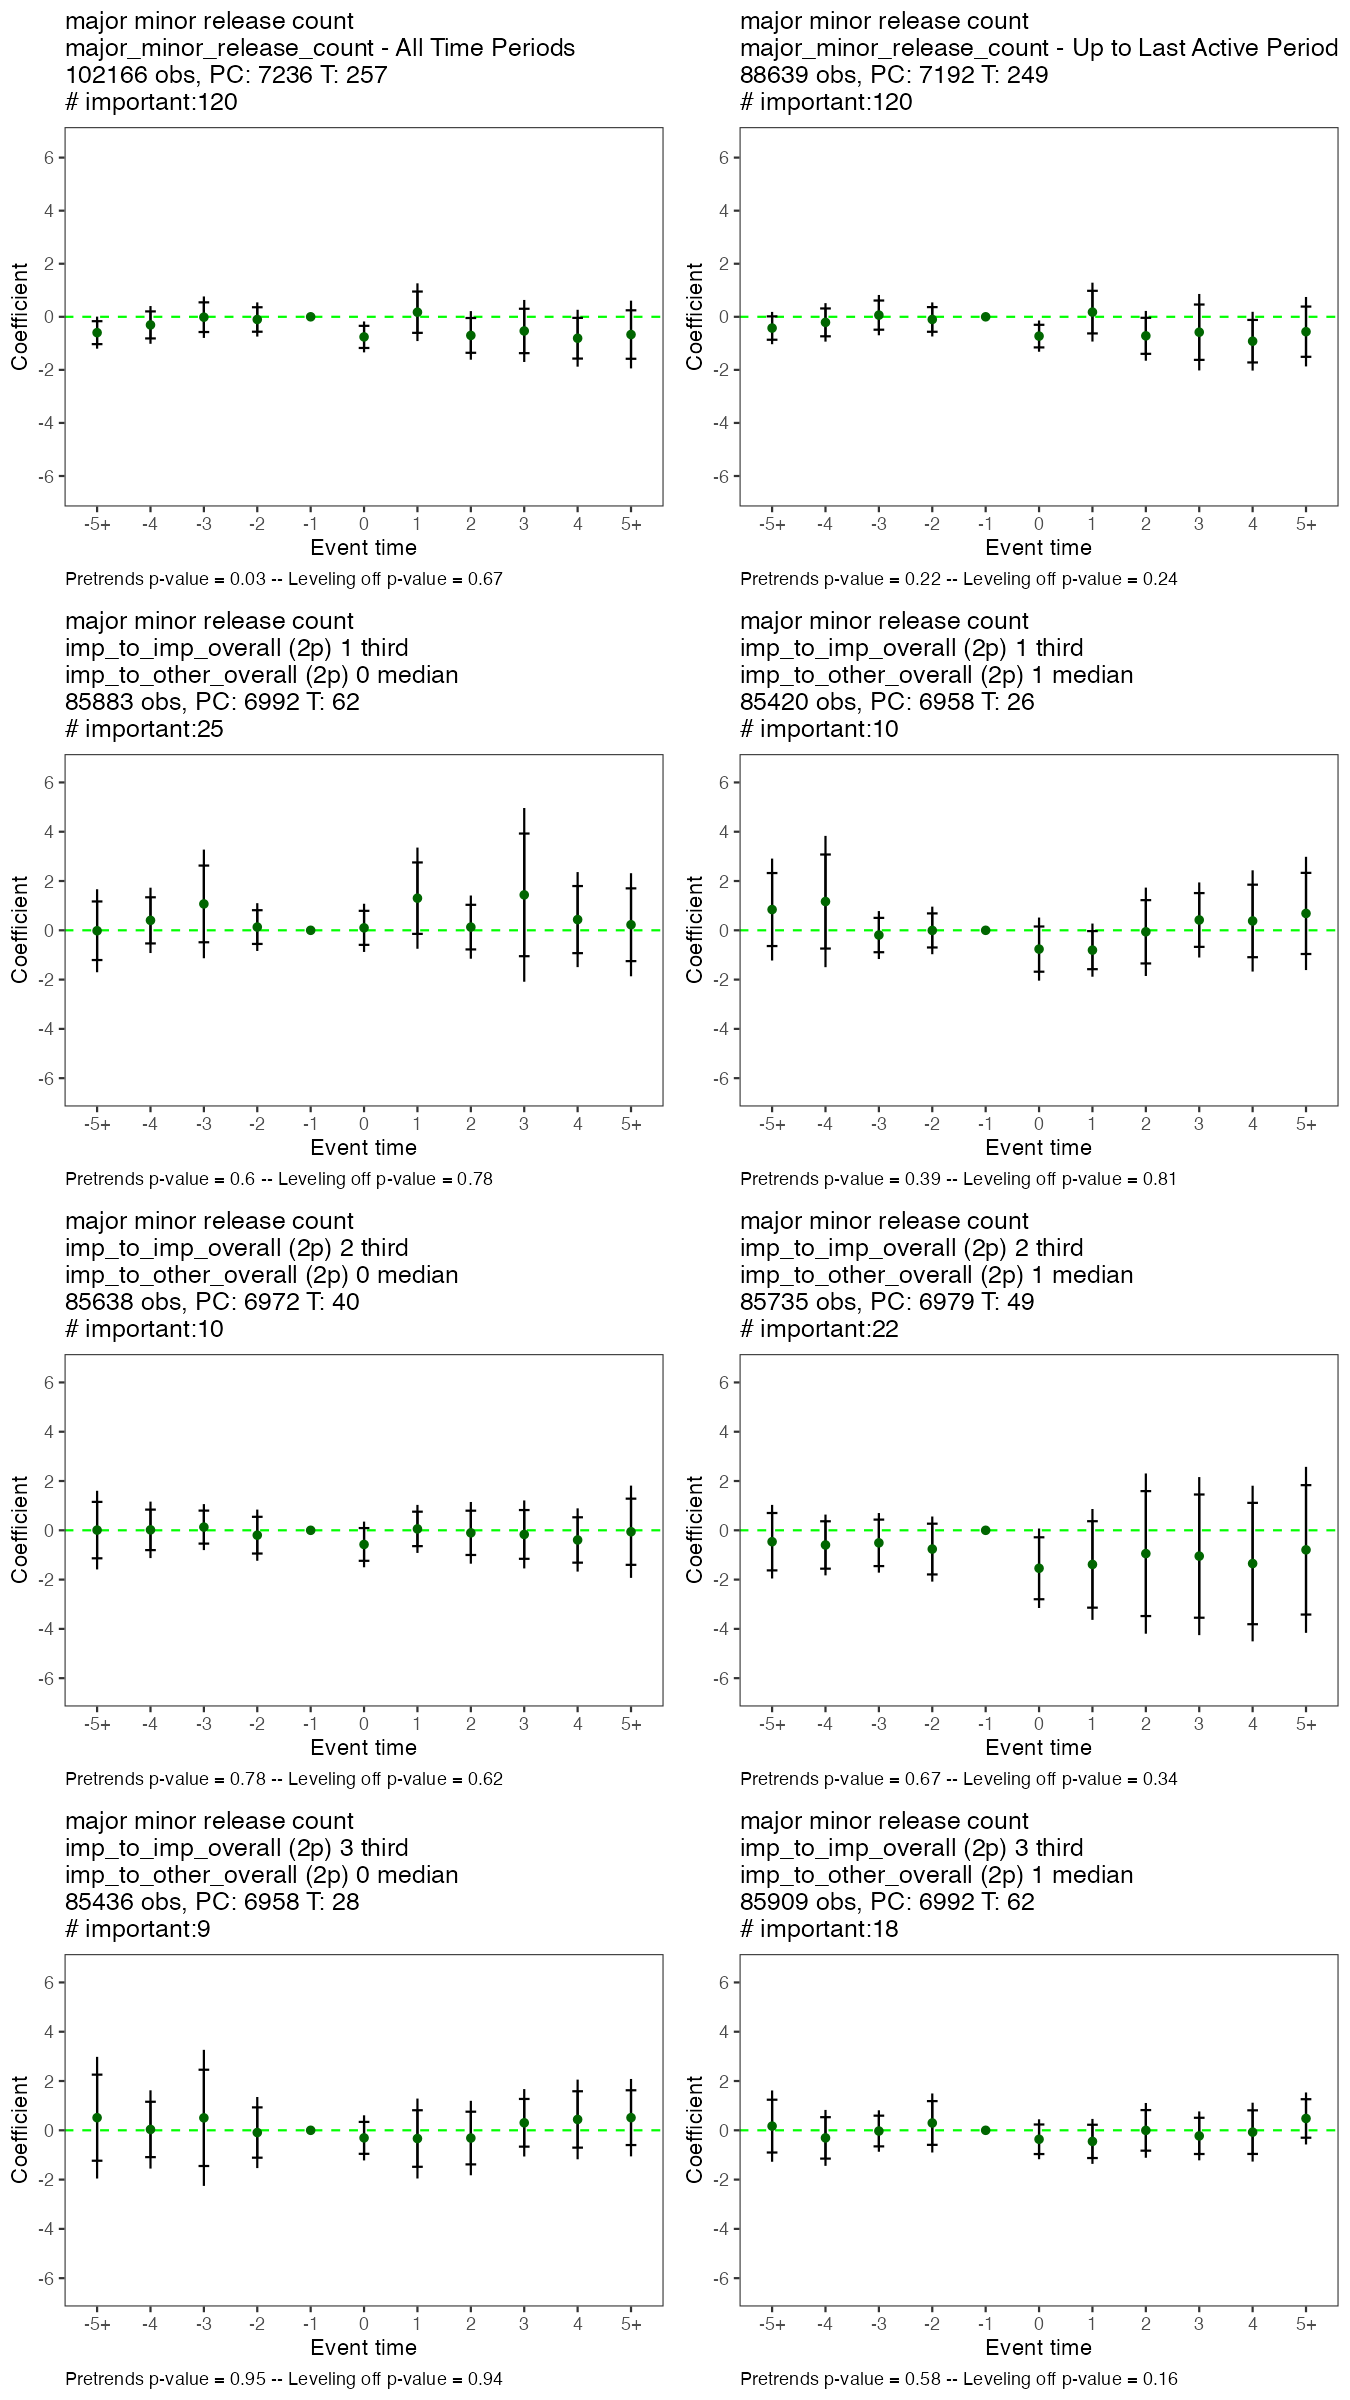 major minor release count
major_minor_release_count - All Time Periods
102166 obs, PC: 7236 T: 257
# important:120
6
4
2
0
-2
-4
-6
Coefficient
-5+ -4 -3 -2 -1 0 1 2 3 4 5+
Event time
Pretrends p-value = 0.03 -- Leveling off p-value = 0.67
major minor release count
major_minor_release_count - Up to Last Active Period
88639 obs, PC: 7192 T: 249
# important:120
6
4
2
0
-2
-4
-6
Coefficient
-5+ -4 -3 -2 -1 0 1 2 3 4 5+
Event time
Pretrends p-value = 0.22 -- Leveling off p-value = 0.24
major minor release count
imp_to_imp_overall (2p) 1 third
imp_to_other_overall (2p) 0 median
85883 obs, PC: 6992 T: 62
# important:25
6
4
2
0
-2
-4
-6
Coefficient
-5+ -4 -3 -2 -1 0 1 2 3 4 5+
Event time
Pretrends p-value = 0.6 -- Leveling off p-value = 0.78
major minor release count
imp_to_imp_overall (2p) 1 third
imp_to_other_overall (2p) 1 median
85420 obs, PC: 6958 T: 26
# important:10
6
4
2
0
-2
-4
-6
Coefficient
-5+ -4 -3 -2 -1 0 1 2 3 4 5+
Event time
Pretrends p-value = 0.39 -- Leveling off p-value = 0.81
major minor release count
imp_to_imp_overall (2p) 2 third
imp_to_other_overall (2p) 0 median
85638 obs, PC: 6972 T: 40
# important:10
6
4
2
0
-2
-4
-6
Coefficient
-5+ -4 -3 -2 -1 0 1 2 3 4 5+
Event time
Pretrends p-value = 0.78 -- Leveling off p-value = 0.62
major minor release count
imp_to_imp_overall (2p) 2 third
imp_to_other_overall (2p) 1 median
85735 obs, PC: 6979 T: 49
# important:22
6
4
2
0
-2
-4
-6
Coefficient
-5+ -4 -3 -2 -1 0 1 2 3 4 5+
Event time
Pretrends p-value = 0.67 -- Leveling off p-value = 0.34
major minor release count
imp_to_imp_overall (2p) 3 third
imp_to_other_overall (2p) 0 median
85436 obs, PC: 6958 T: 28
# important:9
6
4
2
0
-2
-4
-6
Coefficient
-5+ -4 -3 -2 -1 0 1 2 3 4 5+
Event time
Pretrends p-value = 0.95 -- Leveling off p-value = 0.94
major minor release count
imp_to_imp_overall (2p) 3 third
imp_to_other_overall (2p) 1 median
85909 obs, PC: 6992 T: 62
# important:18
6
4
2
0
-2
-4
-6
Coefficient
-5+ -4 -3 -2 -1 0 1 2 3 4 5+
Event time
Pretrends p-value = 0.58 -- Leveling off p-value = 0.16